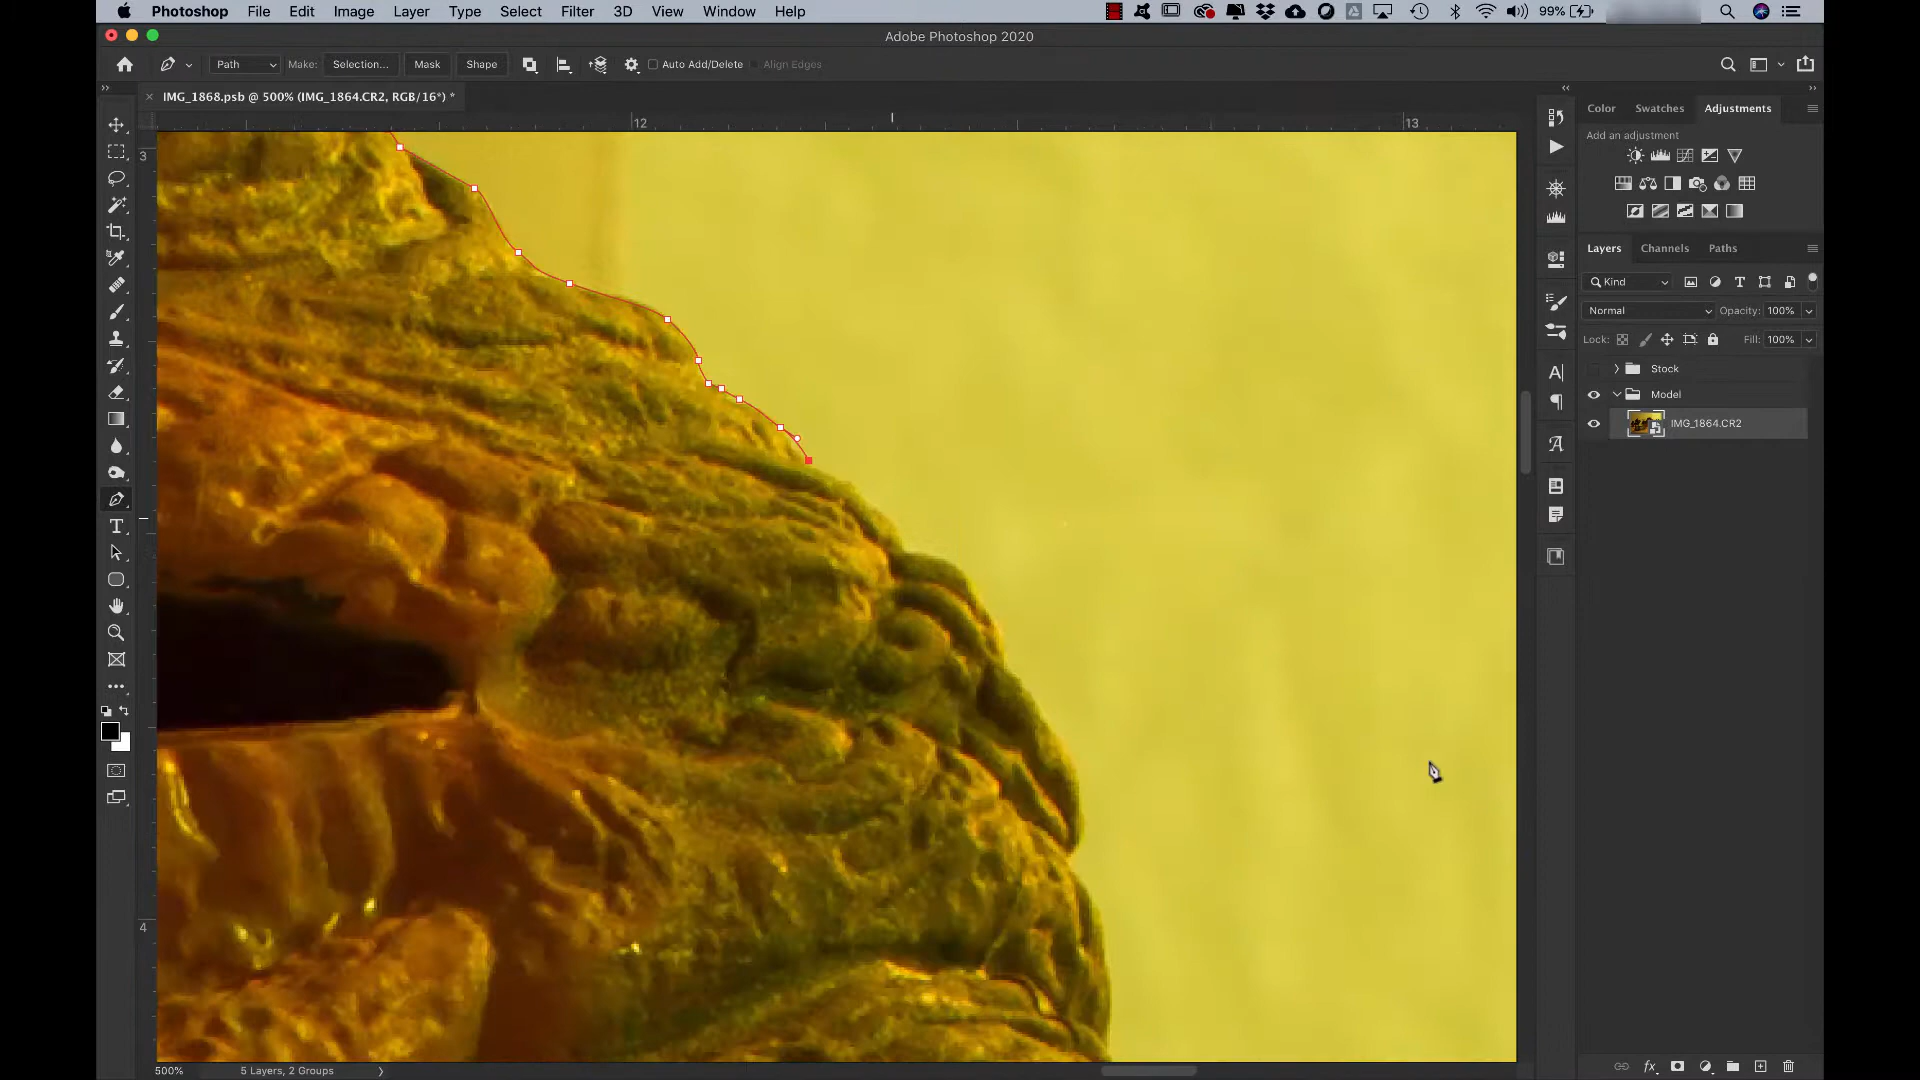 Photoshop File Edit Image Layer Type Select Filter 3D View Window Help 99%
Adobe Photoshop 2020
Path Make: Selection... Mask Shape Auto Add/Delete Align Edges
× IMG_1868.psb @ 500% (IMG_1864.CR2, RGB/16*) *
12 13
3
4
Color Swatches Adjustments
Add an adjustment
Layers Channels Paths
Kind
Normal Opacity: 100%
Lock: Fill: 100%
Stock
Model
IMG_1864.CR2
500% 5 Layers, 2 Groups